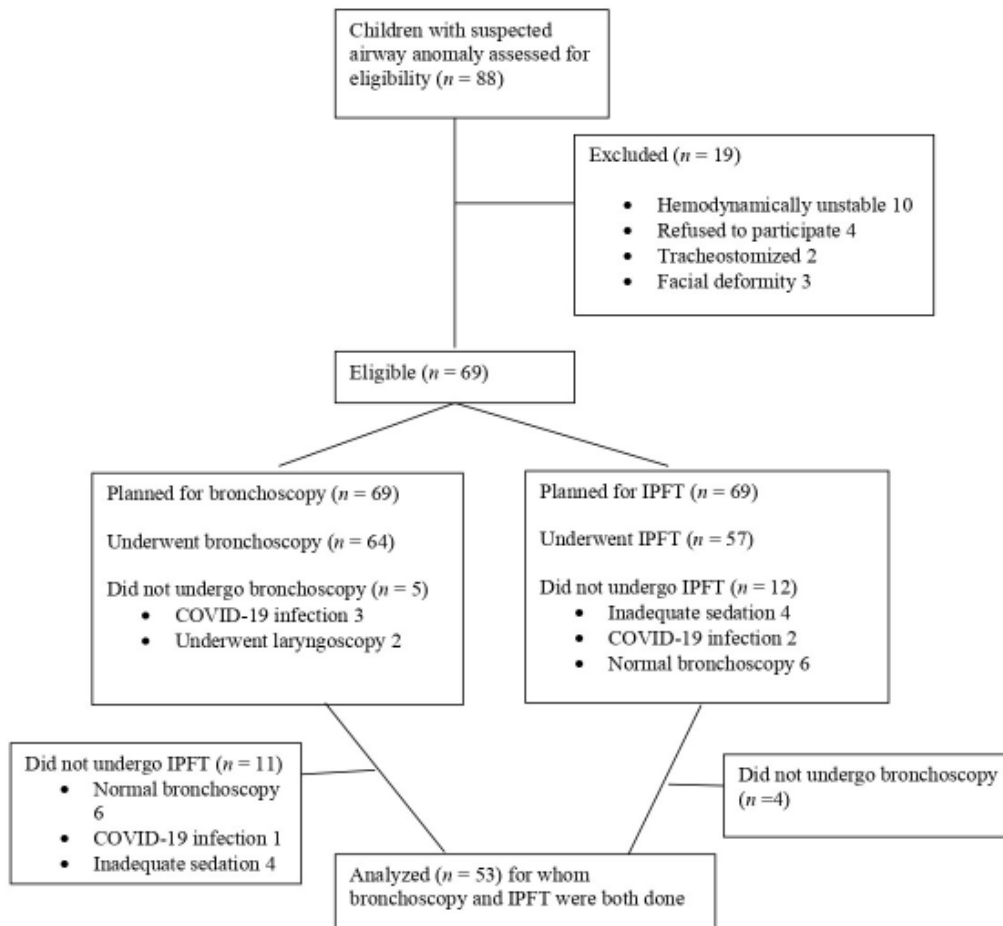 Children with suspected
airway anomaly assessed for
eligibility (n = 88)
Excluded (n = 19)
• Hemodynamically unstable 10
• Refused to participate 4
• Tracheostomized 2
• Facial deformity 3
Eligible (n = 69)
Planned for bronchoscopy (n = 69)
Underwent bronchoscopy (n = 64)
Did not undergo bronchoscopy (n = 5)
• COVID-19 infection 3
• Underwent laryngoscopy 2
Planned for IPFT (n = 69)
Underwent IPFT (n = 57)
Did not undergo IPFT (n = 12)
• Inadequate sedation 4
• COVID-19 infection 2
• Normal bronchoscopy 6
Did not undergo IPFT (n = 11)
• Normal bronchoscopy
6
• COVID-19 infection 1
• Inadequate sedation 4
Did not undergo bronchoscopy
(n =4)
Analyzed (n = 53) for whom
bronchoscopy and IPFT were both done